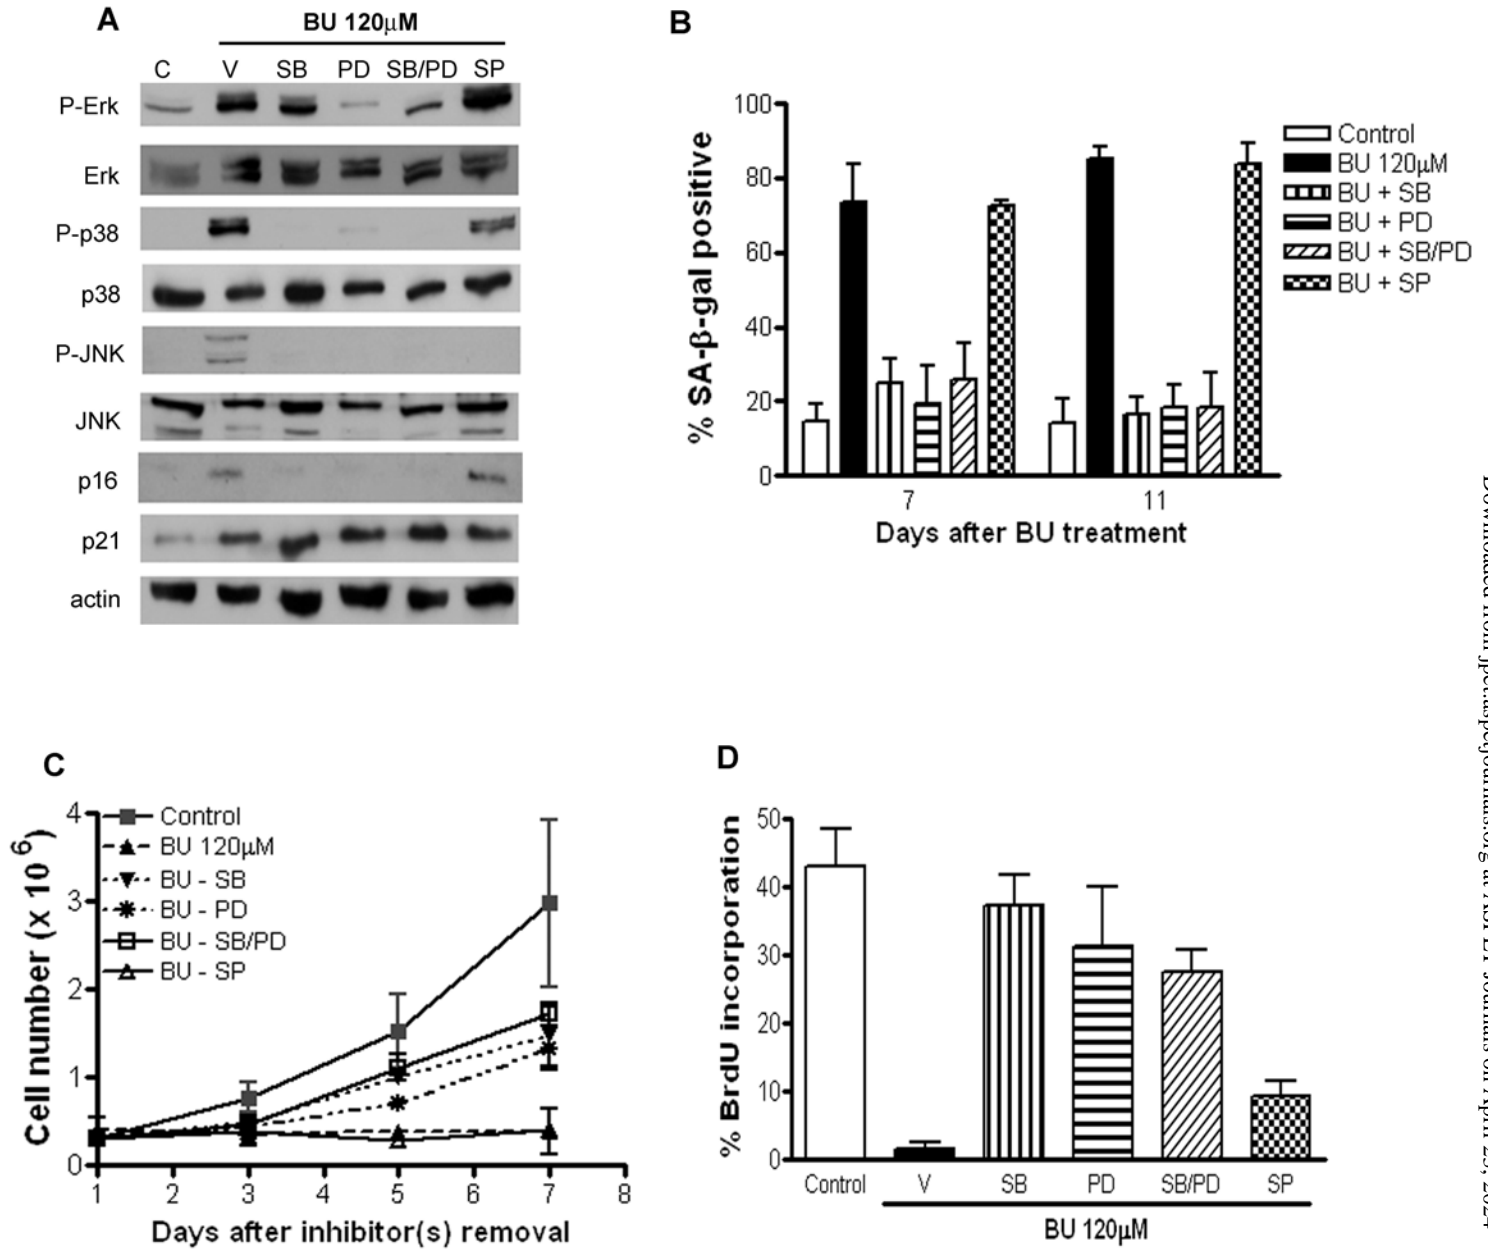 A
BU 120μM
C V SB PD SB/PD SP
P-Erk
Erk
P-p38
p38
P-JNK
JNK
p16
p21
actin
B
% SA-β-gal positive
100
80
60
40
20
0
7 11
Days after BU treatment
Control
BU 120μM
BU + SB
BU + PD
BU + SB/PD
BU + SP
C
Cell number (x 10 6)
4
3
2
1
0
1 2 3 4 5 6 7 8
Days after inhibitor(s) removal
Control
BU 120μM
BU - SB
BU - PD
BU - SB/PD
BU - SP
D
% BrdU incorporation
50
40
30
20
10
0
Control V SB PD SB/PD SP
BU 120μM